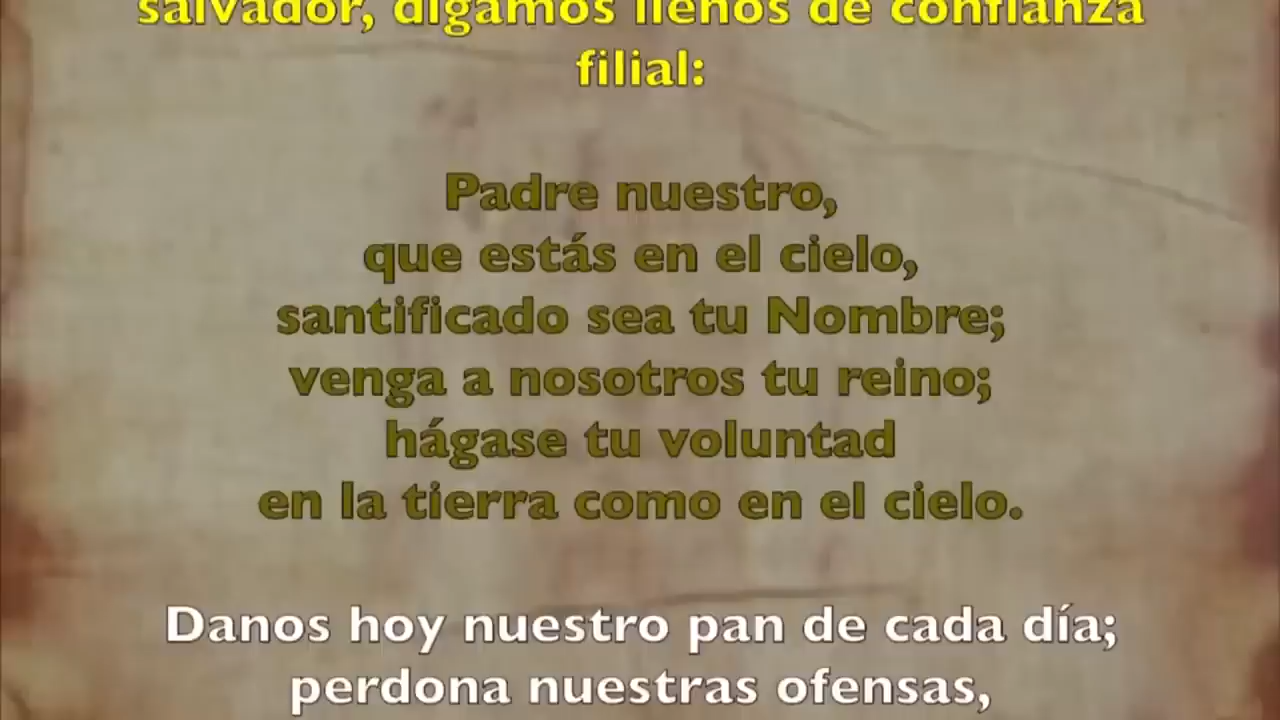 salvador, digamos llenos de confianza
filial:
Padre nuestro,
que estás en el cielo,
santificado sea tu Nombre;
venga a nosotros tu reino;
hágase tu voluntad
en la tierra como en el cielo.
Danos hoy nuestro pan de cada día;
perdona nuestras ofensas,